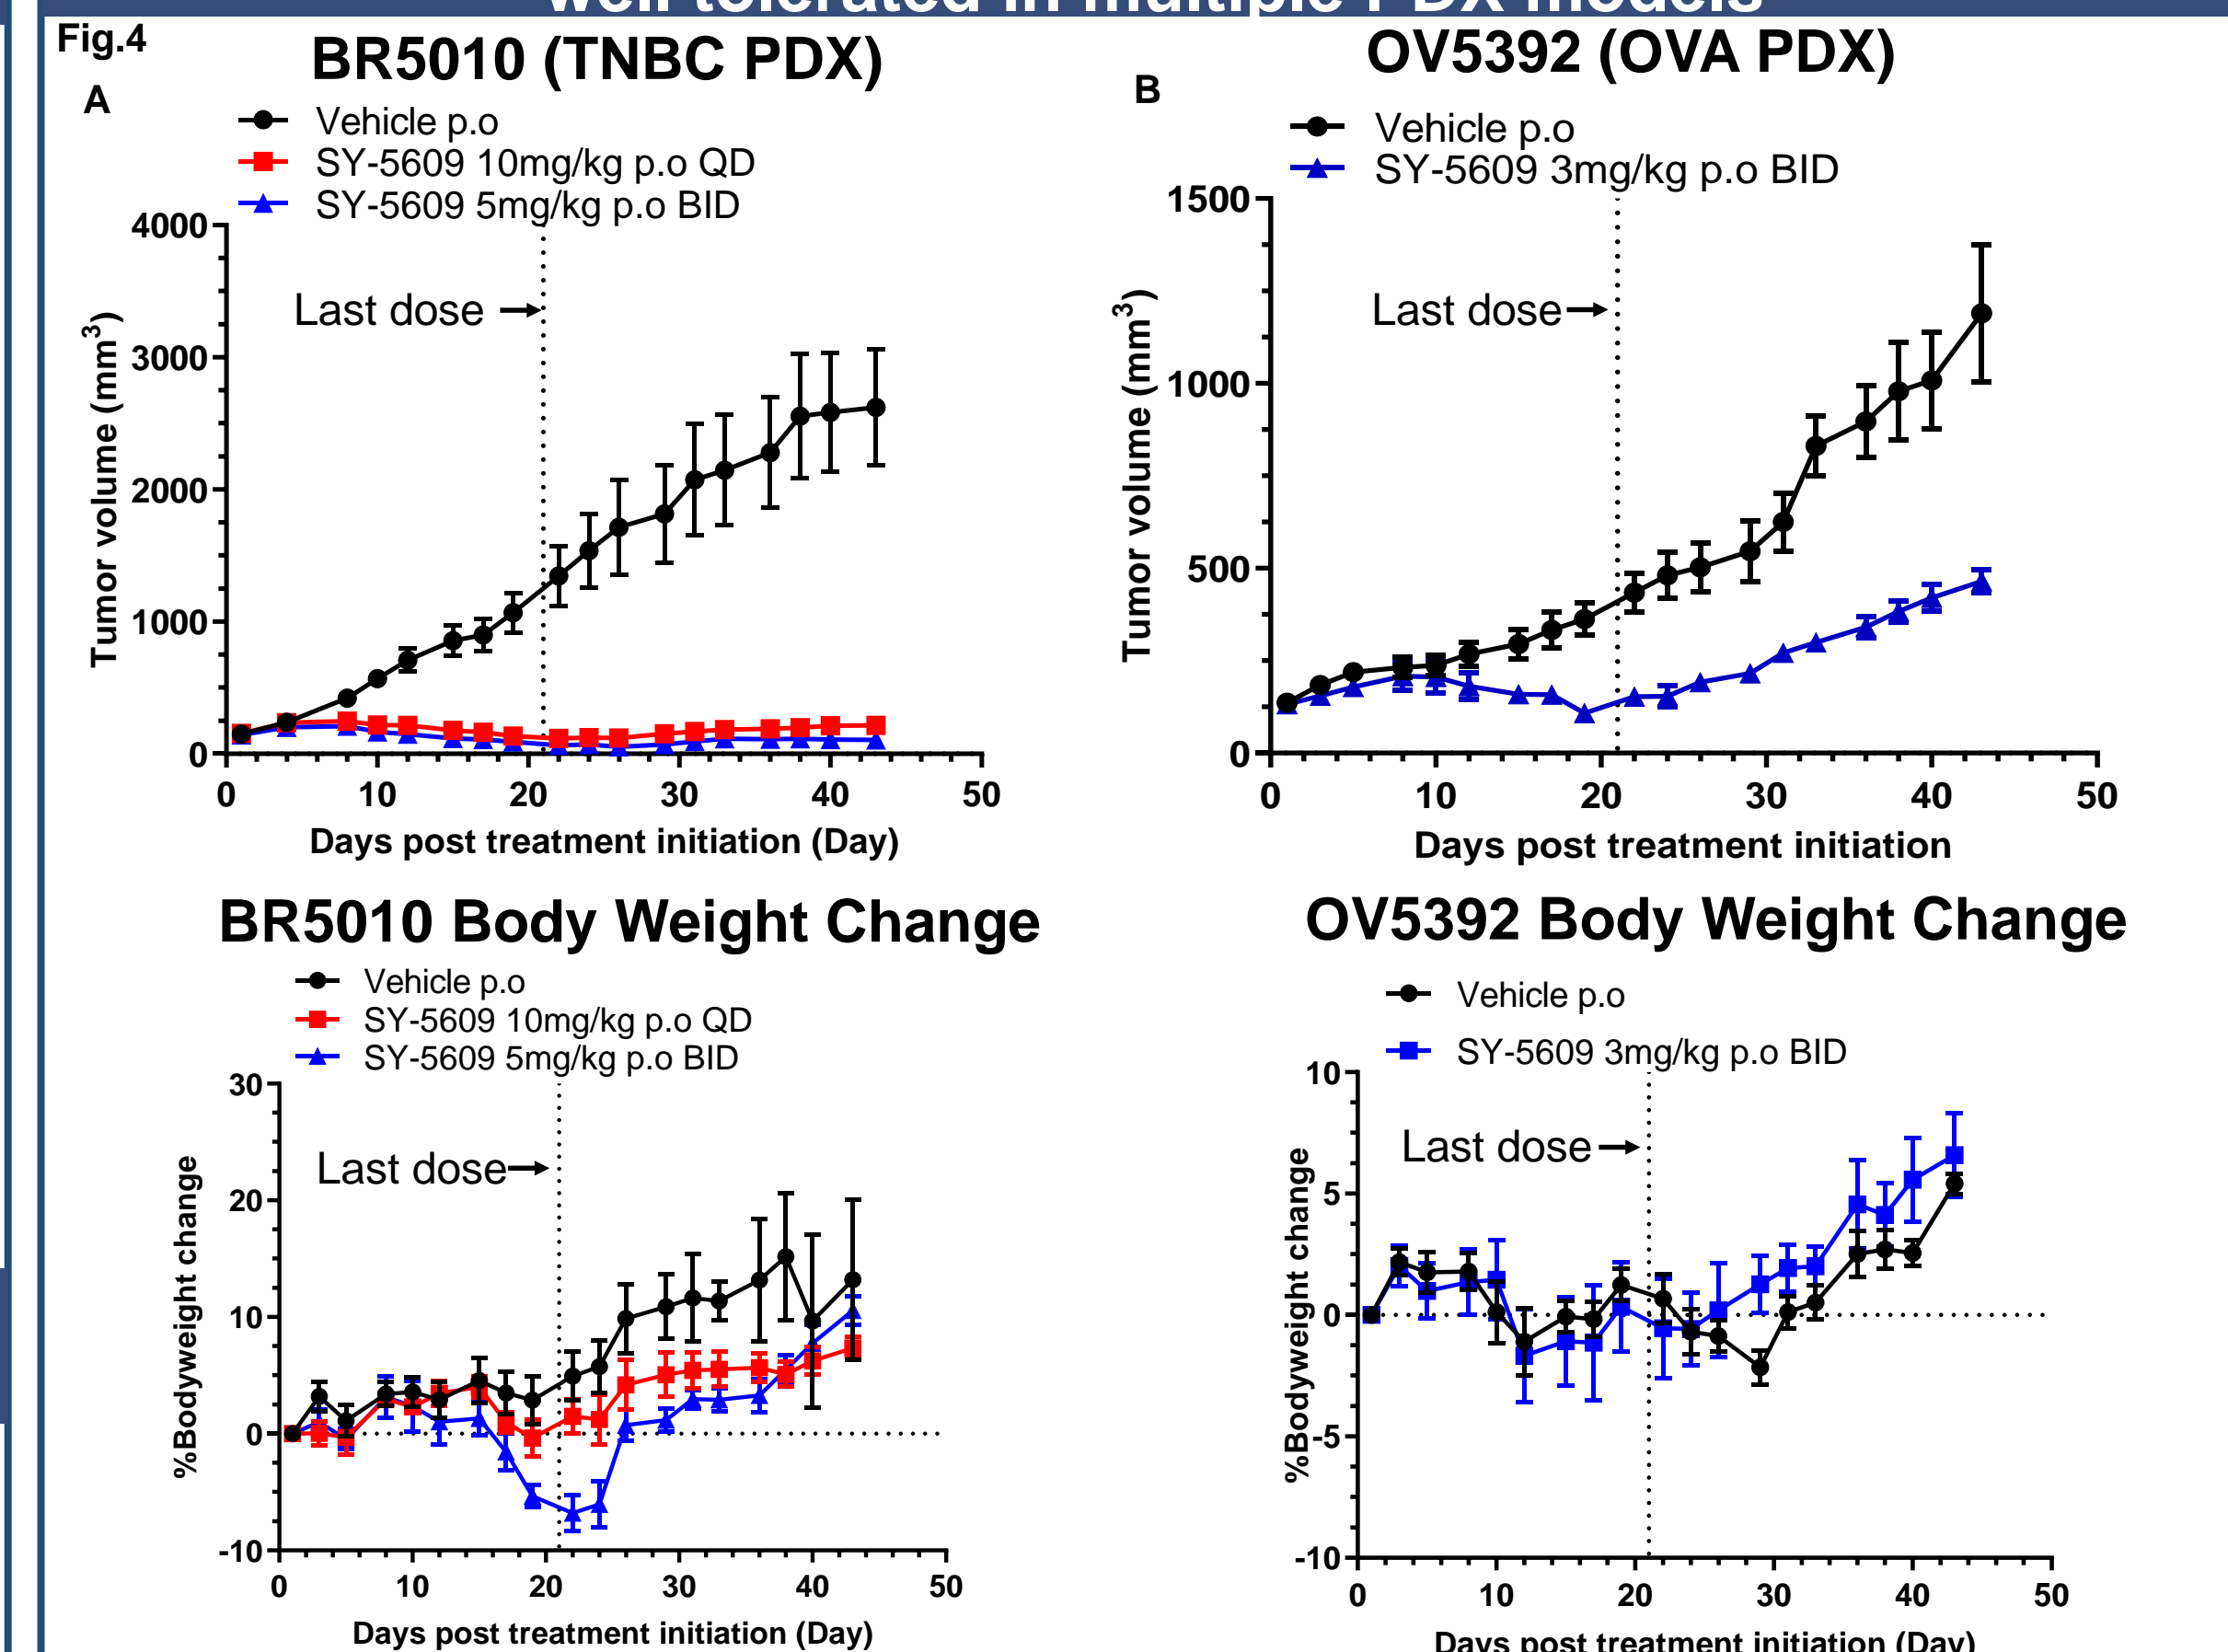 well tolerated in multiple PDX models
Fig.4
A
BR5010 (TNBC PDX)
Vehicle p.o
SY-5609 10mg/kg p.o QD
SY-5609 5mg/kg p.o BID
Last dose
Tumor volume (mm³)
4000
3000
2000
1000
0
0 10 20 30 40 50
Days post treatment initiation (Day)
B
OV5392 (OVA PDX)
Vehicle p.o
SY-5609 3mg/kg p.o BID
Last dose
Tumor volume (mm³)
1500
1000
500
0
0 10 20 30 40 50
Days post treatment initiation
BR5010 Body Weight Change
Vehicle p.o
SY-5609 10mg/kg p.o QD
SY-5609 5mg/kg p.o BID
Last dose
%Bodyweight change
30
20
10
0
-10
0 10 20 30 40 50
Days post treatment initiation (Day)
OV5392 Body Weight Change
Vehicle p.o
SY-5609 3mg/kg p.o BID
Last dose
%Bodyweight change
10
5
0
-5
-10
0 10 20 30 40 50
Days post treatment initiation (Day)